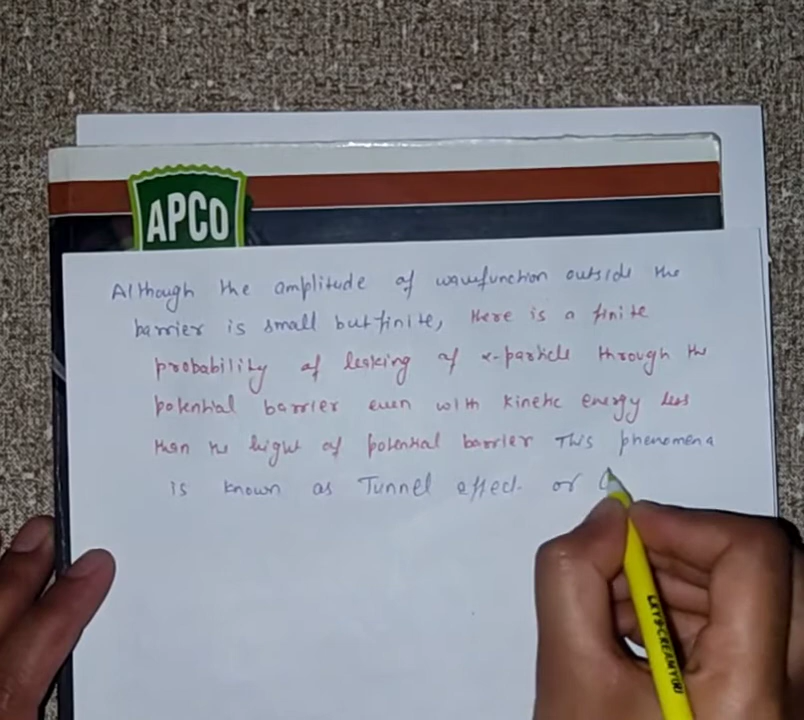 APCO
Although the amplitude of wavefunction outside the
barrier is small but finite, there is a finite
probability of leaking of α-particle through the
potential barrier even with kinetic energy less
than the hight of potential barrier This phenomena
is known as Tunnel effect. or